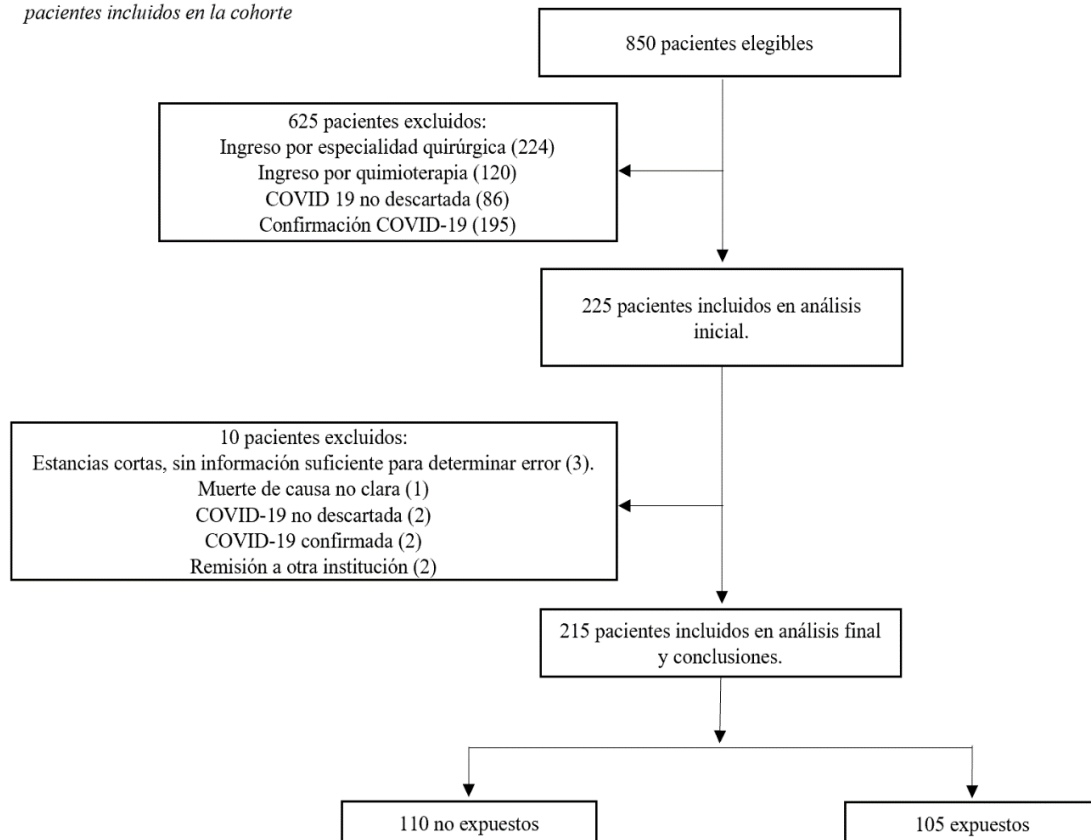 pacientes incluidos en la cohorte
850 pacientes elegibles
625 pacientes excluidos:
Ingreso por especialidad quirúrgica (224)
Ingreso por quimioterapia (120)
COVID 19 no descartada (86)
Confirmación COVID-19 (195)
225 pacientes incluidos en análisis
inicial.
10 pacientes excluidos:
Estancias cortas, sin información suficiente para determinar error (3).
Muerte de causa no clara (1)
COVID-19 no descartada (2)
COVID-19 confirmada (2)
Remisión a otra institución (2)
215 pacientes incluidos en análisis final
y conclusiones.
110 no expuestos
105 expuestos